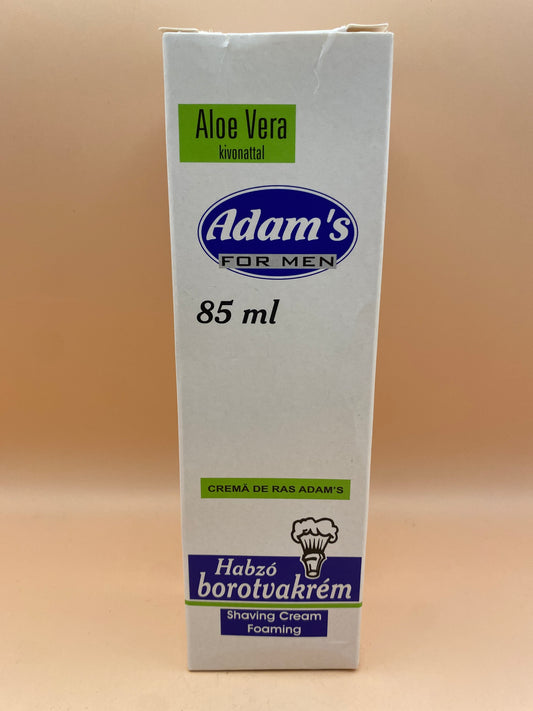 Aloe Vera
kivonattal
Adam's
FOR MEN
85 ml
CREMĂ DE RAS ADAM'S
Habzó
borotvakrém
Shaving Cream
Foaming